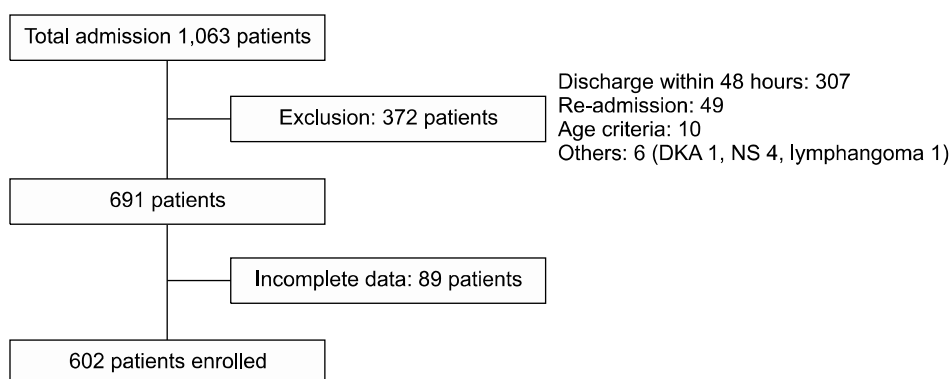 Total admission 1,063 patients
Exclusion: 372 patients
Discharge within 48 hours: 307
Re-admission: 49
Age criteria: 10
Others: 6 (DKA 1, NS 4, lymphangoma 1)
691 patients
Incomplete data: 89 patients
602 patients enrolled